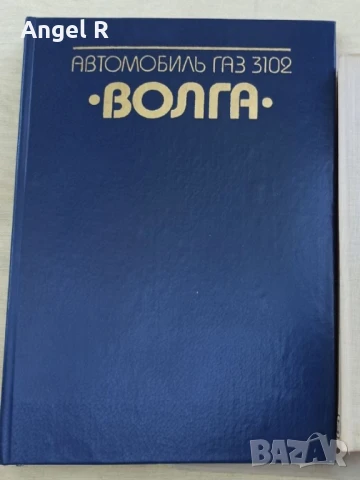 Angel R
АВТОМОБИЛЬ ГАЗ 3102
·ВОЛГА·
BAZAR